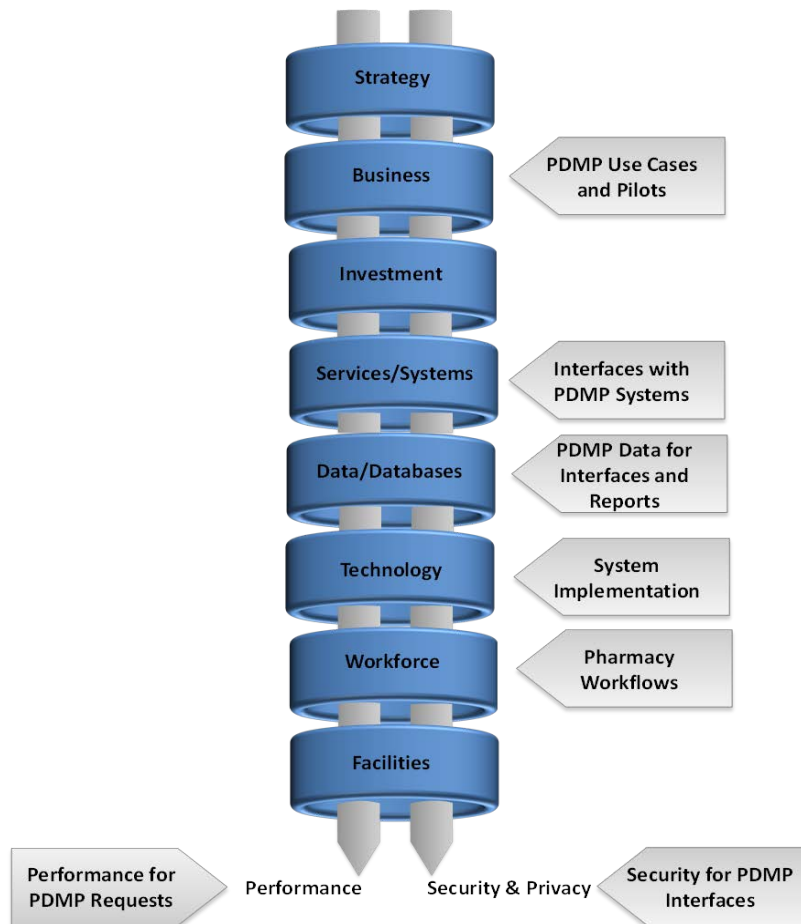 Strategy
Business
PDMP Use Cases
and Pilots
Investment
Services/Systems
Interfaces with
PDMP Systems
Data/Databases
PDMP Data for
Interfaces and
Reports
Technology
System
Implementation
Workforce
Pharmacy
Workflows
Facilities
Performance for
PDMP Requests
Performance
Security & Privacy
Security for PDMP
Interfaces